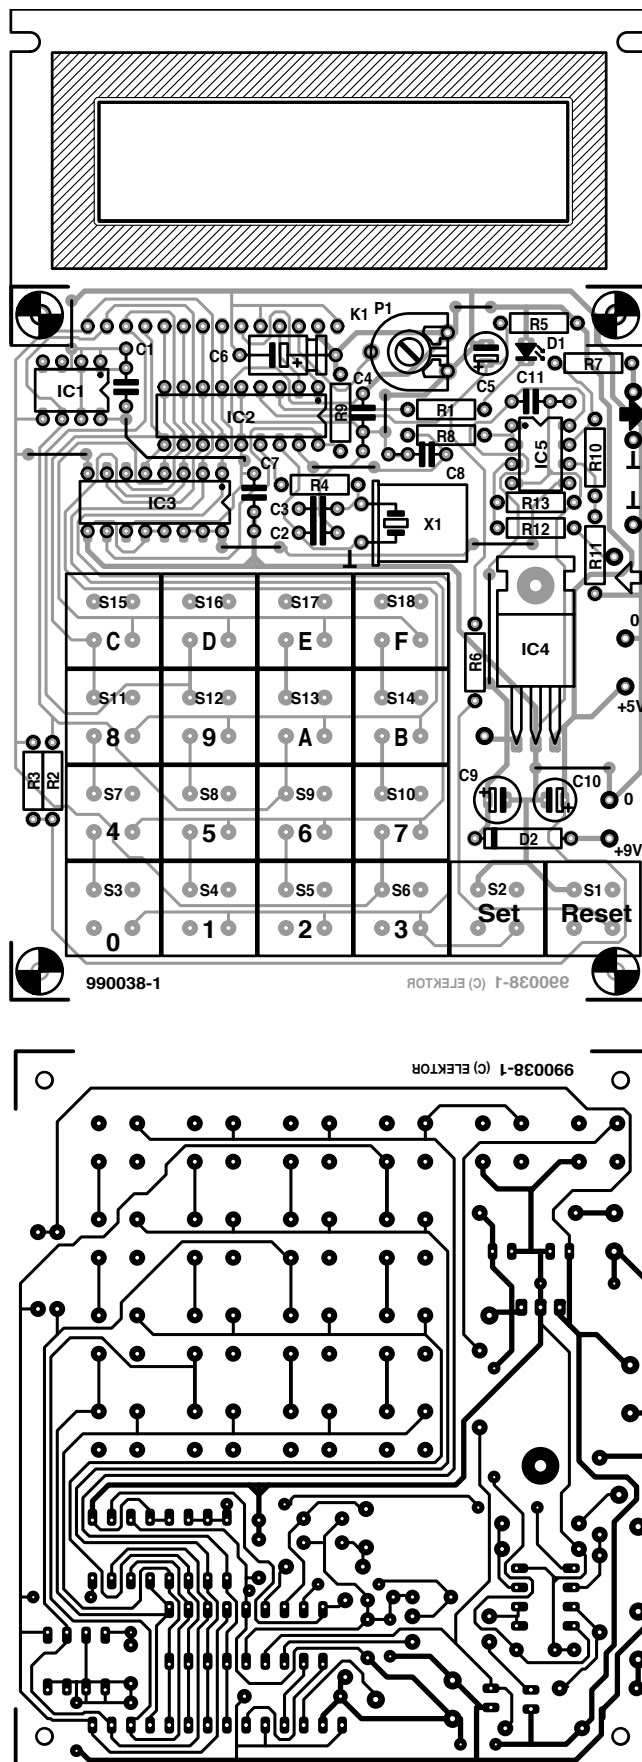 K1 P1
R5
C1
C6
D1
R7
C4
C5
C11
IC1
IC2
R9
R1
R8
IC5
R10
C7
C8
R4
IC3
C3
X1
R13
C2
R12
R11
0
S15 S16 S17 S18
C D E F
R6
IC4
S11 S12 S13 S14
+5V
8 9 A B
R3 R2
C9 C10
S7 S8 S9 S10
0
4 5 6 7
D2
+9V
S3 S4 S5 S6 S2 S1
0 1 2 3 Set Reset
990038-1
990038-1 (C) ELEKTOR
990038-1 (C) ELEKTOR